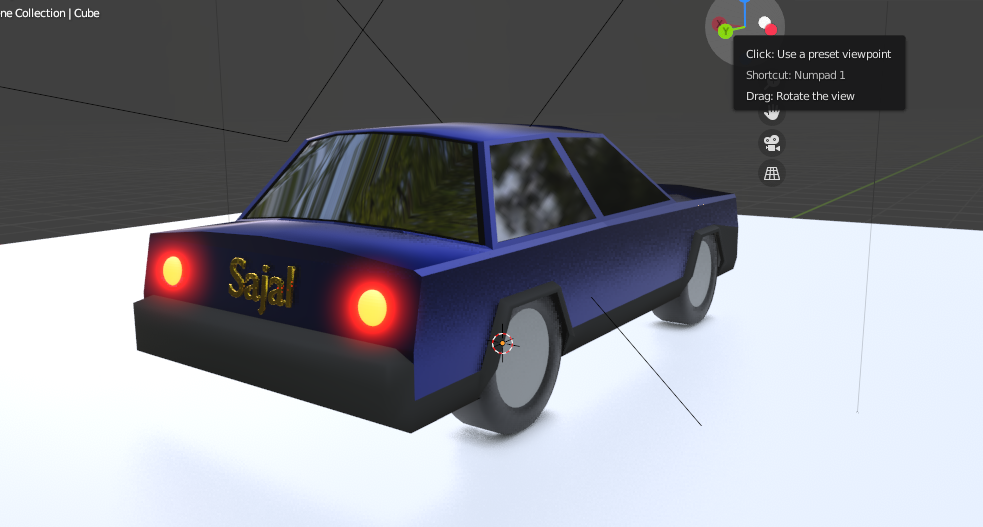 ne Collection | Cube
Click: Use a preset viewpoint
Shortcut: Numpad 1
Drag: Rotate the view
Y
Sajal